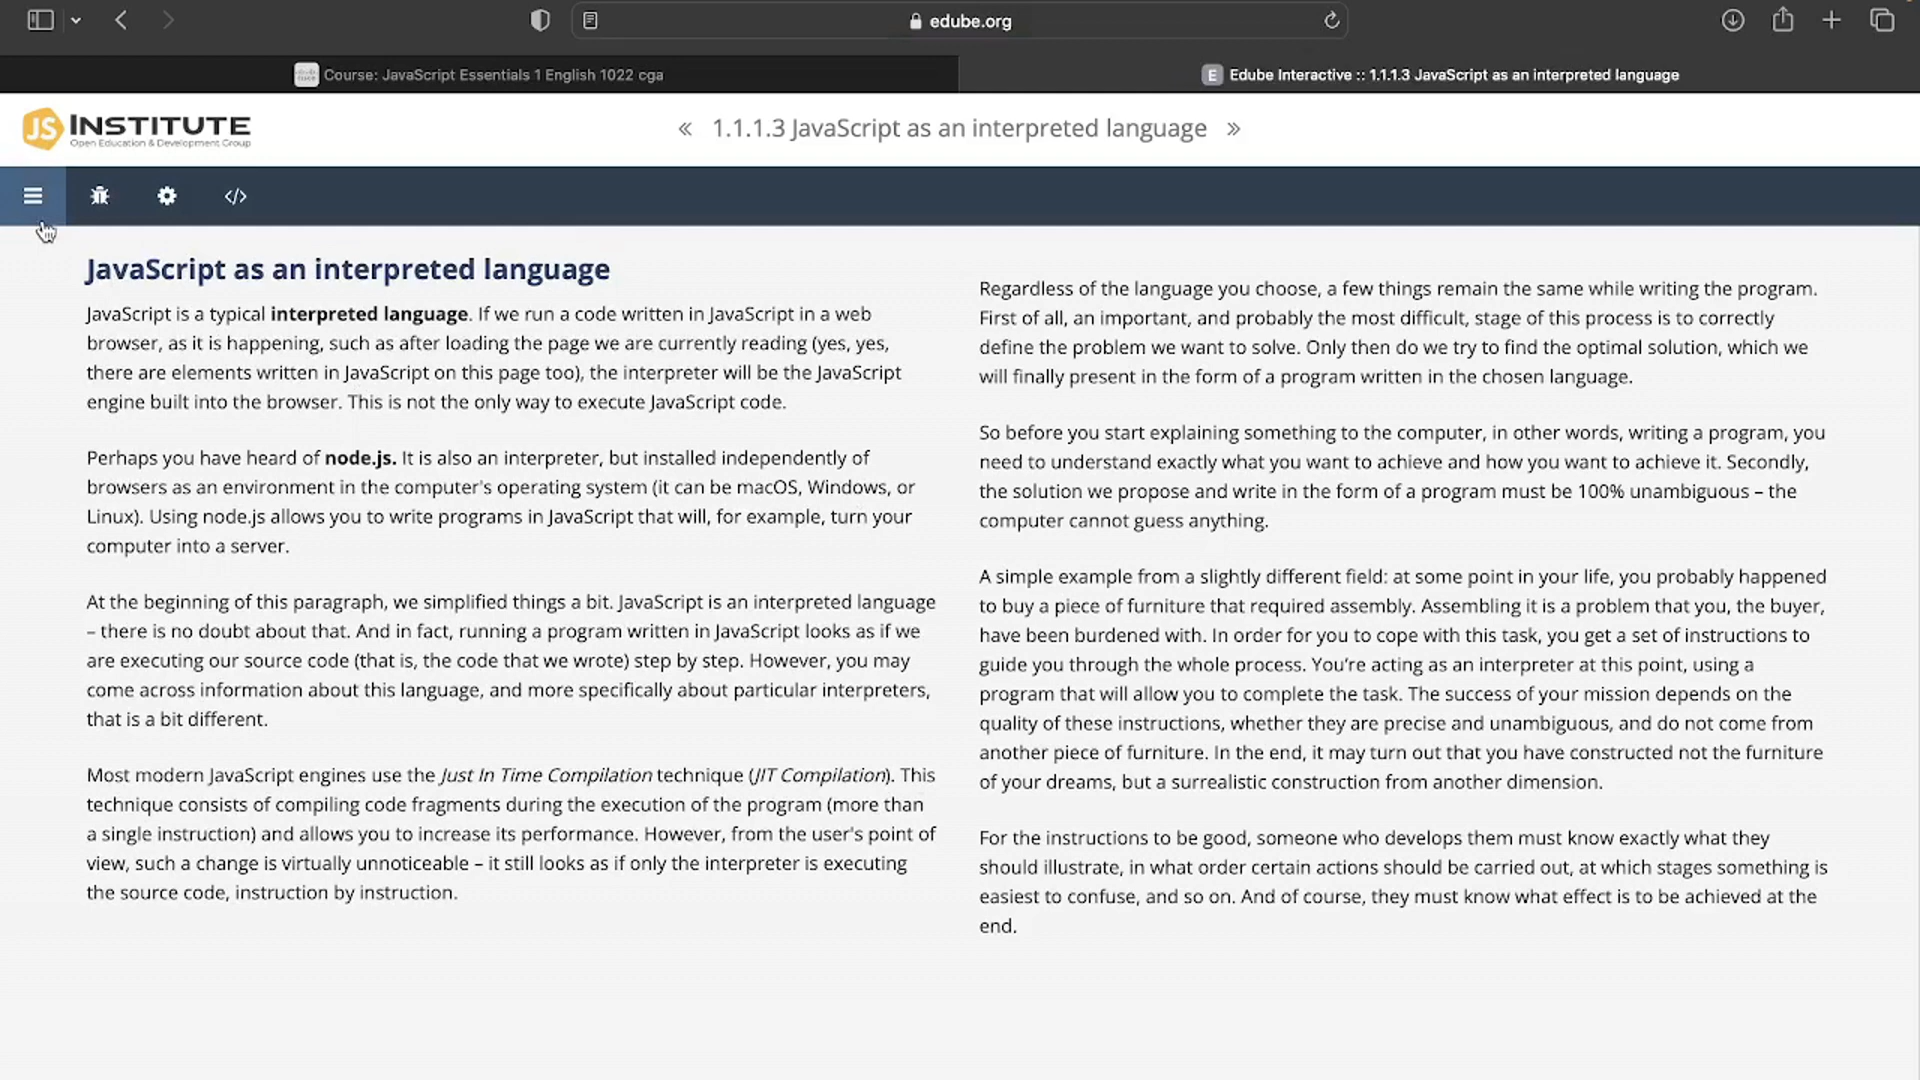 edube.org
Course: JavaScript Essentials 1 English 1022 cga
E Edube Interactive :: 1.1.1.3 JavaScript as an interpreted language
JS INSTITUTE
Open Education & Development Group
« 1.1.1.3 JavaScript as an interpreted language »
</>
JavaScript as an interpreted language
JavaScript is a typical interpreted language. If we run a code written in JavaScript in a web
browser, as it is happening, such as after loading the page we are currently reading (yes, yes,
there are elements written in JavaScript on this page too), the interpreter will be the JavaScript
engine built into the browser. This is not the only way to execute JavaScript code.
Perhaps you have heard of node.js. It is also an interpreter, but installed independently of
browsers as an environment in the computer's operating system (it can be macOS, Windows, or
Linux). Using node.js allows you to write programs in JavaScript that will, for example, turn your
computer into a server.
At the beginning of this paragraph, we simplified things a bit. JavaScript is an interpreted language
– there is no doubt about that. And in fact, running a program written in JavaScript looks as if we
are executing our source code (that is, the code that we wrote) step by step. However, you may
come across information about this language, and more specifically about particular interpreters,
that is a bit different.
Most modern JavaScript engines use the Just In Time Compilation technique (JIT Compilation). This
technique consists of compiling code fragments during the execution of the program (more than
a single instruction) and allows you to increase its performance. However, from the user's point of
view, such a change is virtually unnoticeable – it still looks as if only the interpreter is executing
the source code, instruction by instruction.
Regardless of the language you choose, a few things remain the same while writing the program.
First of all, an important, and probably the most difficult, stage of this process is to correctly
define the problem we want to solve. Only then do we try to find the optimal solution, which we
will finally present in the form of a program written in the chosen language.
So before you start explaining something to the computer, in other words, writing a program, you
need to understand exactly what you want to achieve and how you want to achieve it. Secondly,
the solution we propose and write in the form of a program must be 100% unambiguous – the
computer cannot guess anything.
A simple example from a slightly different field: at some point in your life, you probably happened
to buy a piece of furniture that required assembly. Assembling it is a problem that you, the buyer,
have been burdened with. In order for you to cope with this task, you get a set of instructions to
guide you through the whole process. You're acting as an interpreter at this point, using a
program that will allow you to complete the task. The success of your mission depends on the
quality of these instructions, whether they are precise and unambiguous, and do not come from
another piece of furniture. In the end, it may turn out that you have constructed not the furniture
of your dreams, but a surrealistic construction from another dimension.
For the instructions to be good, someone who develops them must know exactly what they
should illustrate, in what order certain actions should be carried out, at which stages something is
easiest to confuse, and so on. And of course, they must know what effect is to be achieved at the
end.